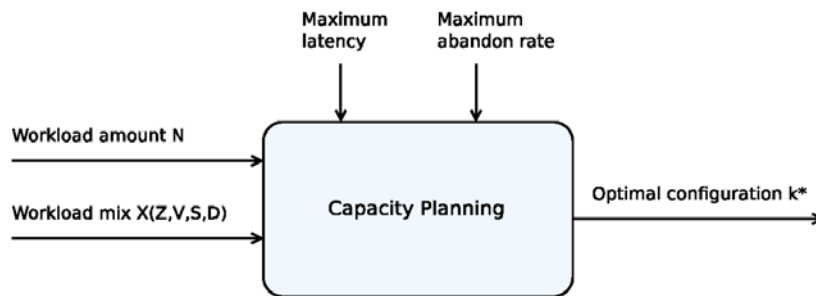 Maximum
latency
Maximum
abandon rate
Workload amount N
Workload mix X(Z,V,S,D)
Capacity Planning
Optimal configuration k*